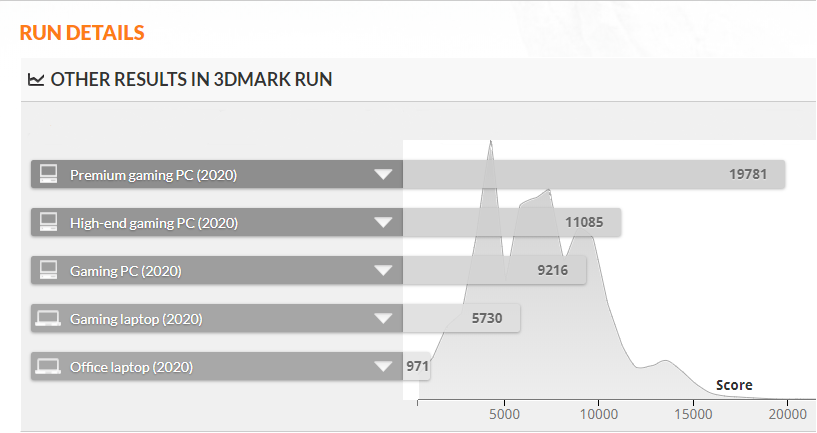 RUN DETAILS
OTHER RESULTS IN 3DMARK RUN
Premium gaming PC (2020) 19781
High-end gaming PC (2020) 11085
Gaming PC (2020) 9216
Gaming laptop (2020) 5730
Office laptop (2020) 971
Score
5000 10000 15000 20000